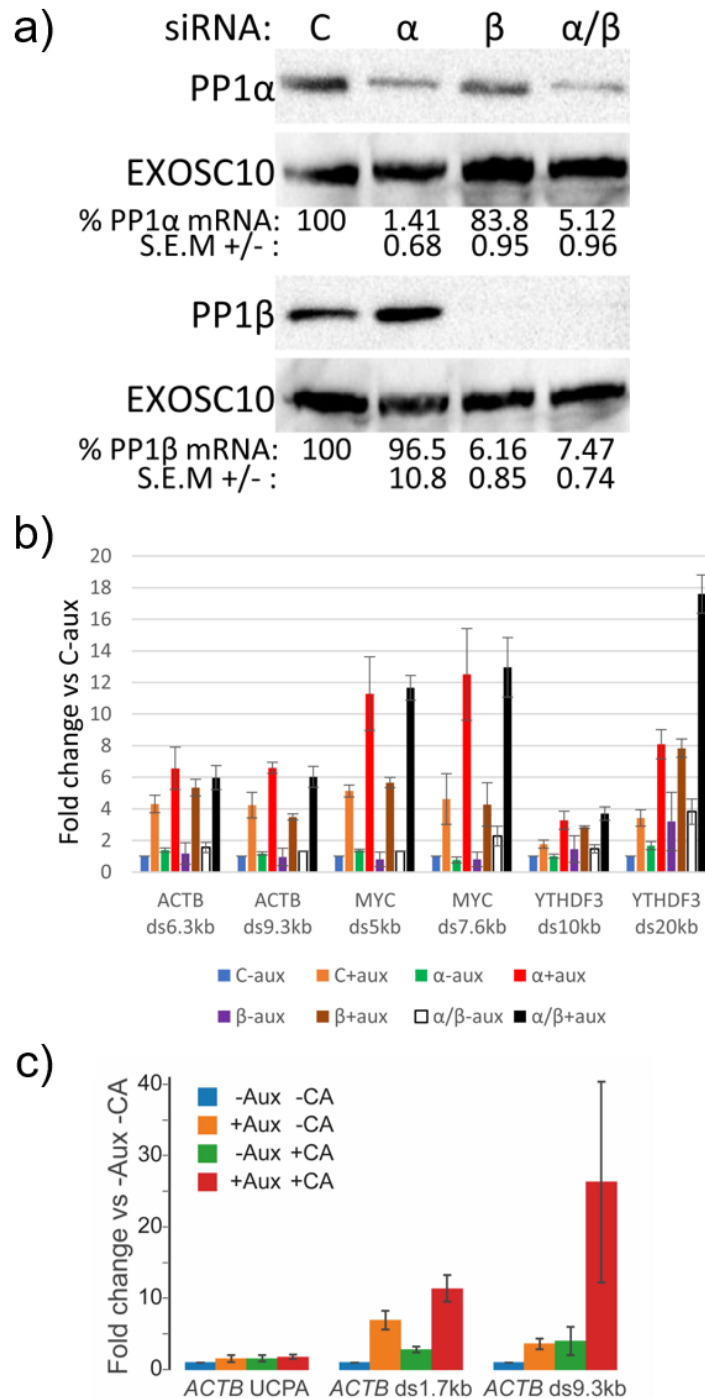 a)
siRNA: C α β α/β
PP1α
EXOSC10
% PP1α mRNA: 100 1.41 83.8 5.12
S.E.M +/- : 0.68 0.95 0.96
PP1β
EXOSC10
% PP1β mRNA: 100 96.5 6.16 7.47
S.E.M +/- : 10.8 0.85 0.74
b)
Fold change vs C-aux
20
18
16
14
12
10
8
6
4
2
0
ACTB ACTB MYC MYC YTHDF3 YTHDF3
ds6.3kb ds9.3kb ds5kb ds7.6kb ds10kb ds20kb
C-aux C+aux α-aux α+aux
β-aux β+aux α/β-aux α/β+aux
c)
Fold change vs -Aux -CA
40
30
20
10
0
-Aux -CA
+Aux -CA
-Aux +CA
+Aux +CA
ACTB UCPA ACTB ds1.7kb ACTB ds9.3kb